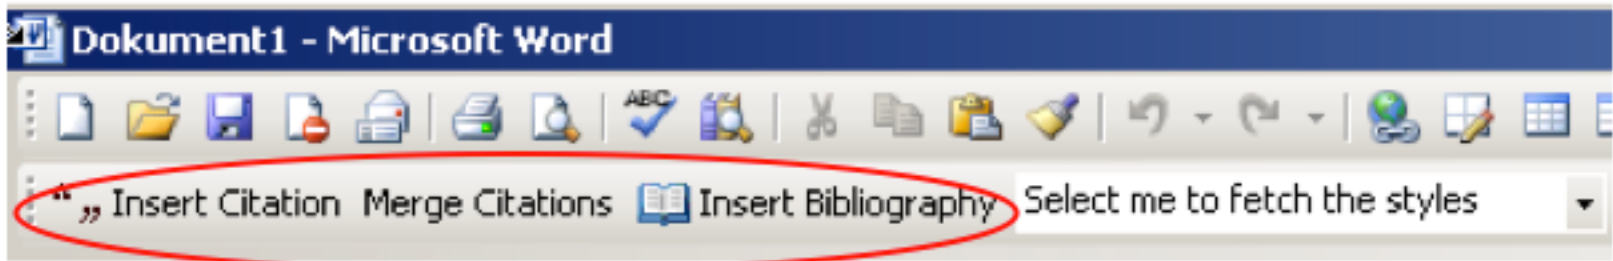 Dokument1 - Microsoft Word
ABC
“ „ Insert Citation Merge Citations Insert Bibliography Select me to fetch the styles